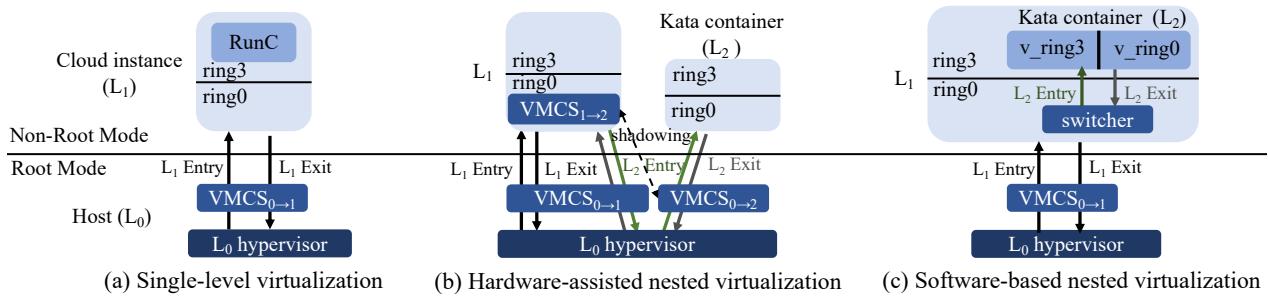 RunC
Cloud instance
(L₁)
ring3
ring0
Non-Root Mode
Root Mode
L₁ Entry
L₁ Exit
VMCS₀→₁
Host (L₀)
L₀ hypervisor
(a) Single-level virtualization
Kata container
(L₂ )
L₁
ring3
ring0
ring3
ring0
VMCS₁→₂
shadowing
L₁ Entry
L₁ Exit
L₂ Entry
L₂ Exit
VMCS₀→₁
VMCS₀→₂
L₀ hypervisor
(b) Hardware-assisted nested virtualization
Kata container (L₂)
v_ring3
v_ring0
L₁
ring3
ring0
L₂ Entry
L₂ Exit
switcher
L₁ Entry
L₁ Exit
VMCS₀→₁
L₀ hypervisor
(c) Software-based nested virtualization